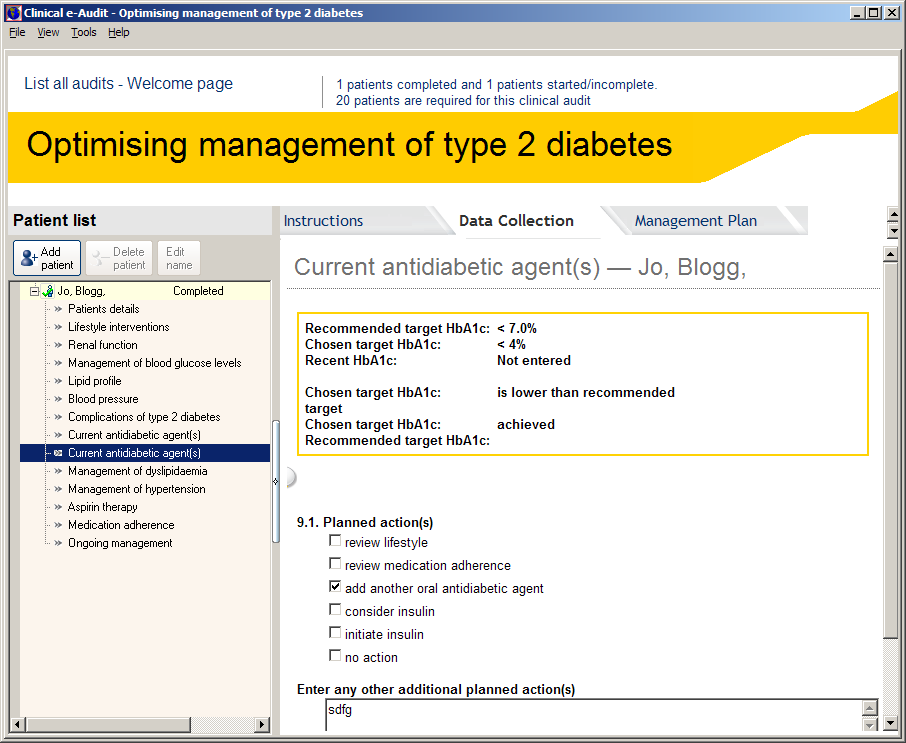 Clinical e-Audit - Optimising management of type 2 diabetes
File View Tools Help
List all audits - Welcome page
1 patients completed and 1 patients started/incomplete.
20 patients are required for this clinical audit
Optimising management of type 2 diabetes
Patient list
Instructions
Data Collection
Management Plan
Add
patient
Delete
patient
Edit
name
Jo, Blogg, Completed
Patients details
Lifestyle interventions
Renal function
Management of blood glucose levels
Lipid profile
Blood pressure
Complications of type 2 diabetes
Current antidiabetic agent(s)
Current antidiabetic agent(s)
Management of dyslipidaemia
Management of hypertension
Aspirin therapy
Medication adherence
Ongoing management
Current antidiabetic agent(s) — Jo, Blogg,
Recommended target HbA1c: < 7.0%
Chosen target HbA1c: < 4%
Recent HbA1c: Not entered
Chosen target HbA1c: is lower than recommended
target
Chosen target HbA1c: achieved
Recommended target HbA1c:
9.1. Planned action(s)
review lifestyle
review medication adherence
add another oral antidiabetic agent
consider insulin
initiate insulin
no action
Enter any other additional planned action(s)
sdfg